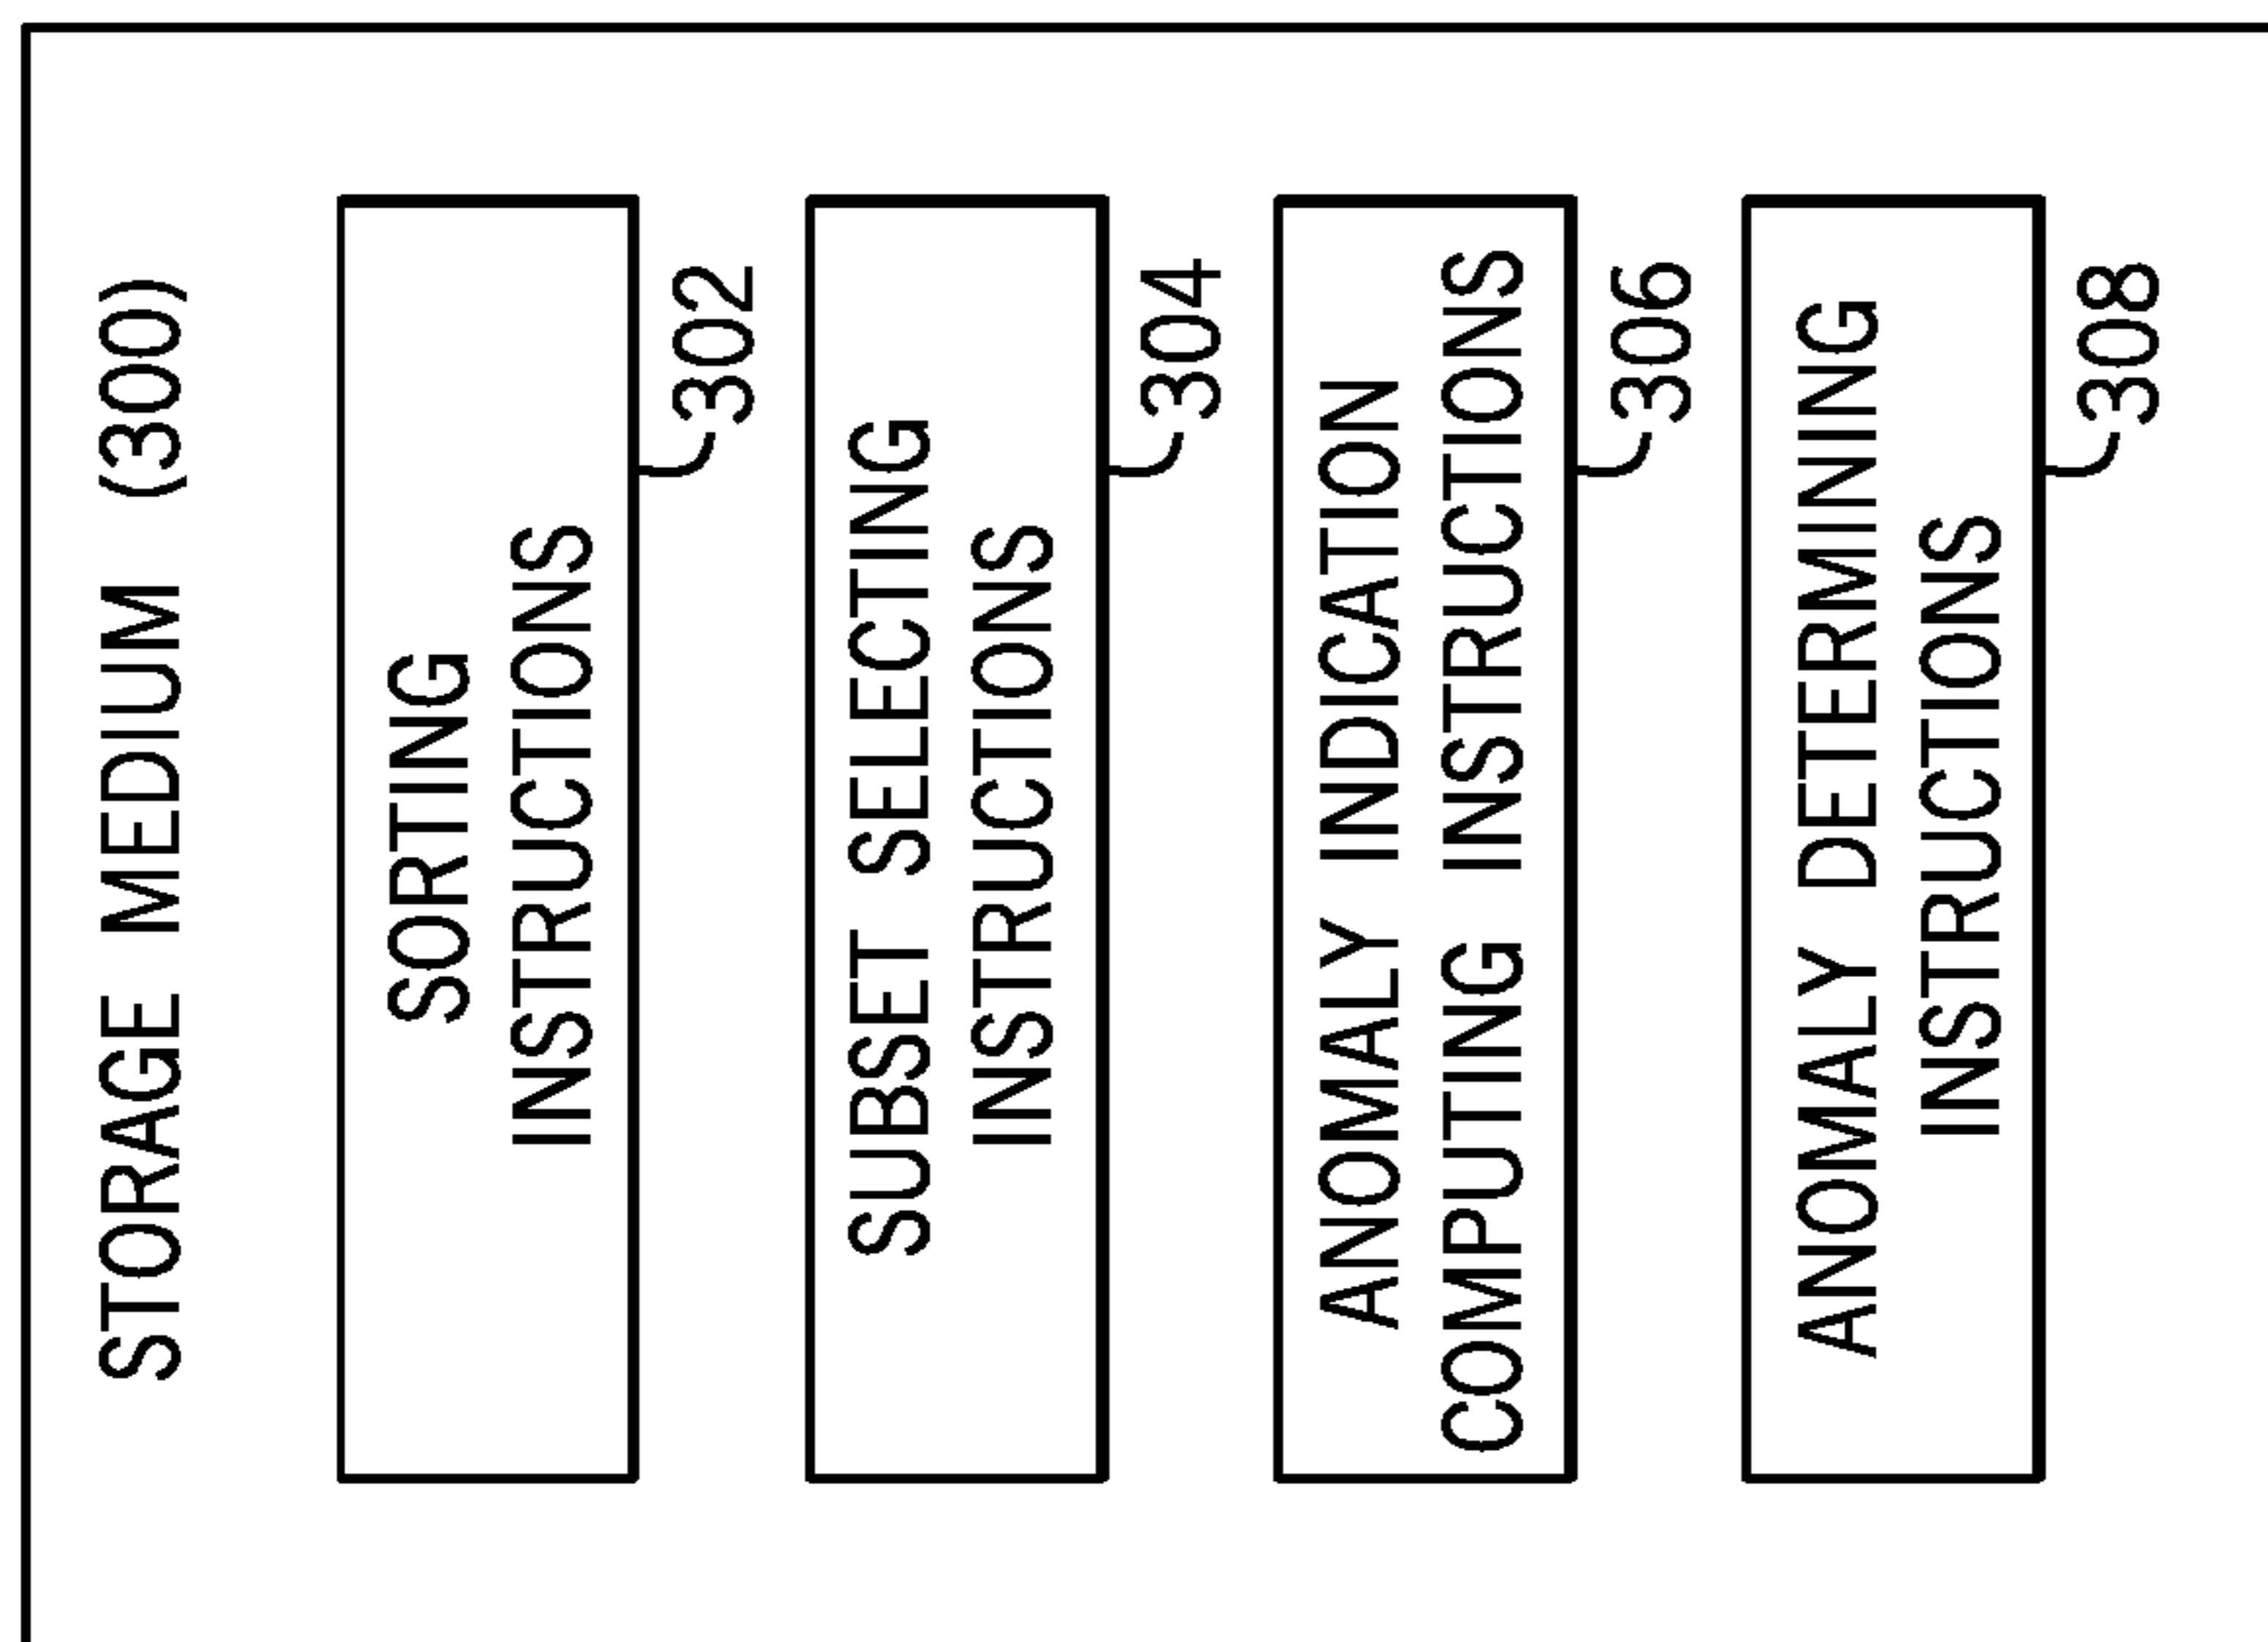 STORAGE MEDIUM (300)
SORTING
INSTRUCTIONS
302
SUBSET SELECTING
INSTRUCTIONS
304
ANOMALY INDICATION
COMPUTING INSTRUCTIONS
306
ANOMALY DETERMINING
INSTRUCTIONS
308